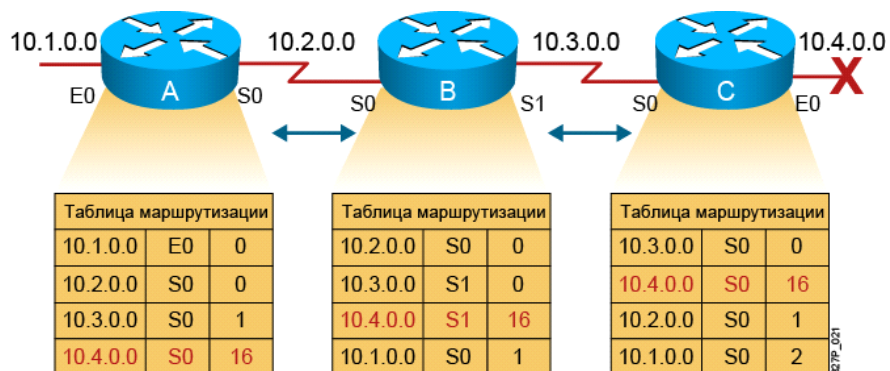 10.1.0.0 10.2.0.0 10.3.0.0 10.4.0.0
E0 A S0 S0 B S1 S0 C E0
X
Таблица маршрутизации
10.1.0.0 E0 0
10.2.0.0 S0 0
10.3.0.0 S0 1
10.4.0.0 S0 16
Таблица маршрутизации
10.2.0.0 S0 0
10.3.0.0 S1 0
10.4.0.0 S1 16
10.1.0.0 S0 1
Таблица маршрутизации
10.3.0.0 S0 0
10.4.0.0 S0 16
10.2.0.0 S0 1
10.1.0.0 S0 2
327P_021